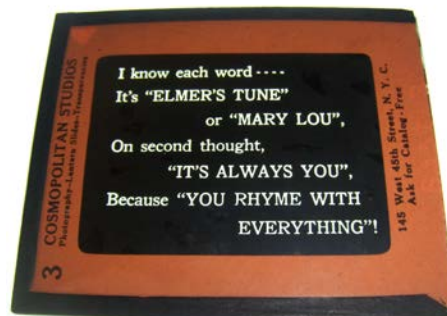 I know each word ----
It's "ELMER'S TUNE"
or "MARY LOU",
On second thought,
"IT'S ALWAYS YOU",
Because "YOU RHYME WITH
EVERYTHING"!
3 COSMOPOLITAN STUDIOS
Photography-Lantern Slides-Transparencies
145 West 45th Street, N. Y. C.
Ask for Catalog - Free